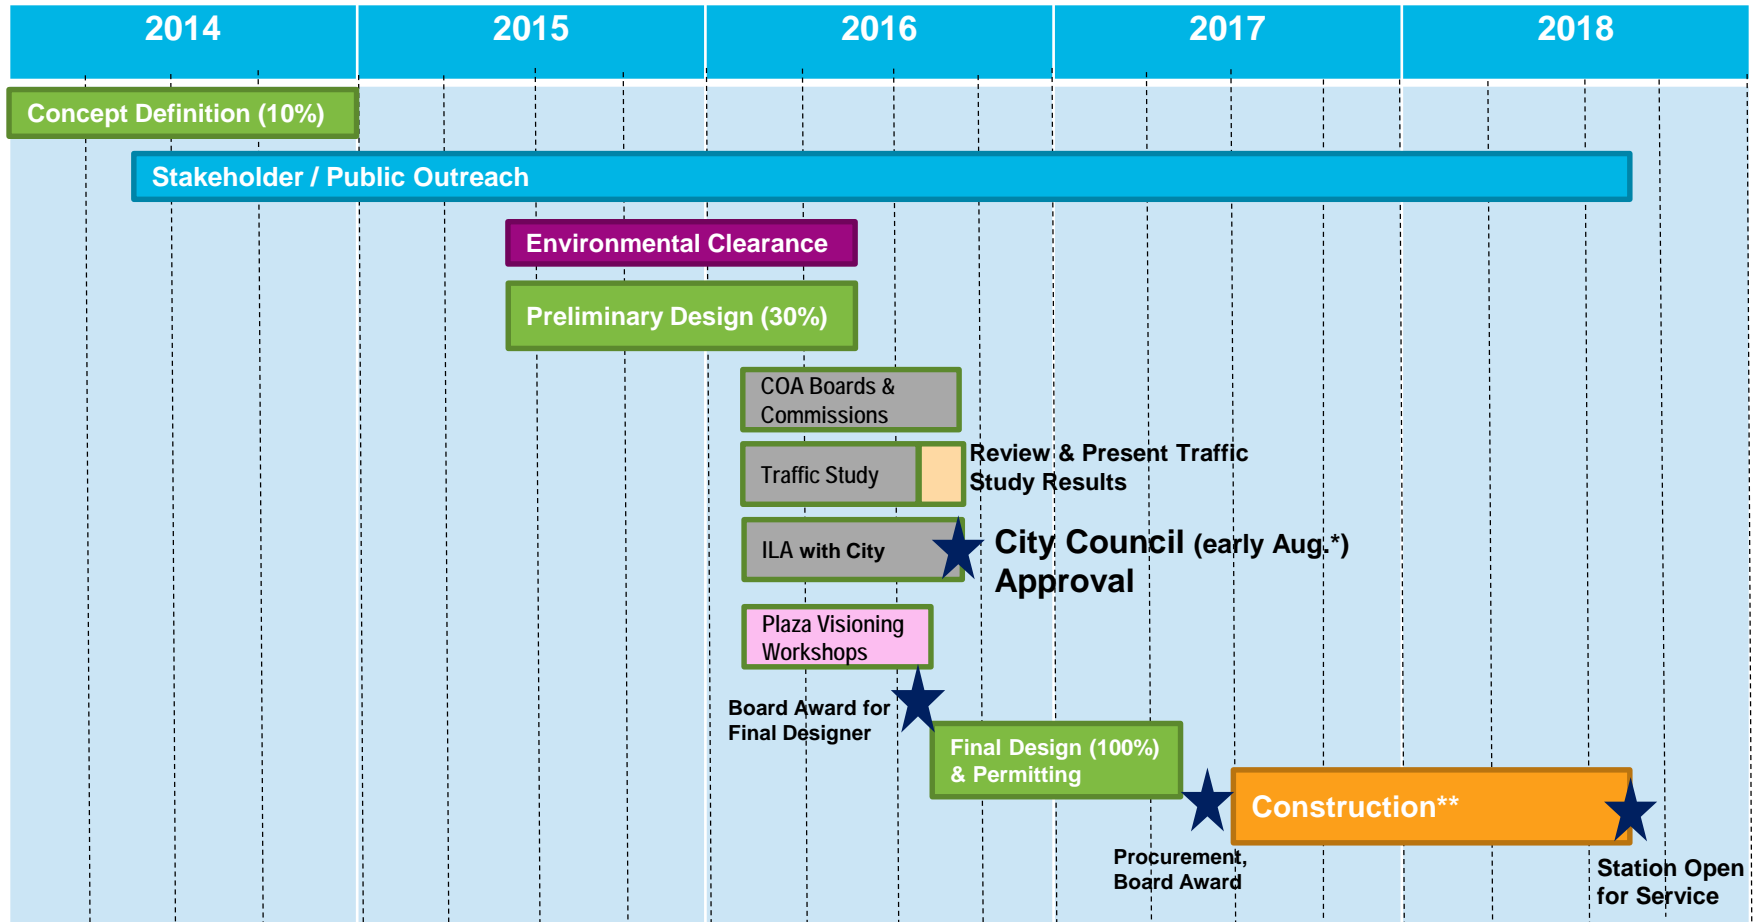 2014
2015
2016
2017
2018
Concept Definition (10%)
Stakeholder / Public Outreach
Environmental Clearance
Preliminary Design (30%)
COA Boards &
Commissions
Traffic Study
Review & Present Traffic
Study Results
ILA with City
City Council (early Aug.*)
Approval
Plaza Visioning
Workshops
Board Award for
Final Designer
Final Design (100%)
& Permitting
Construction**
Procurement,
Board Award
Station Open
for Service